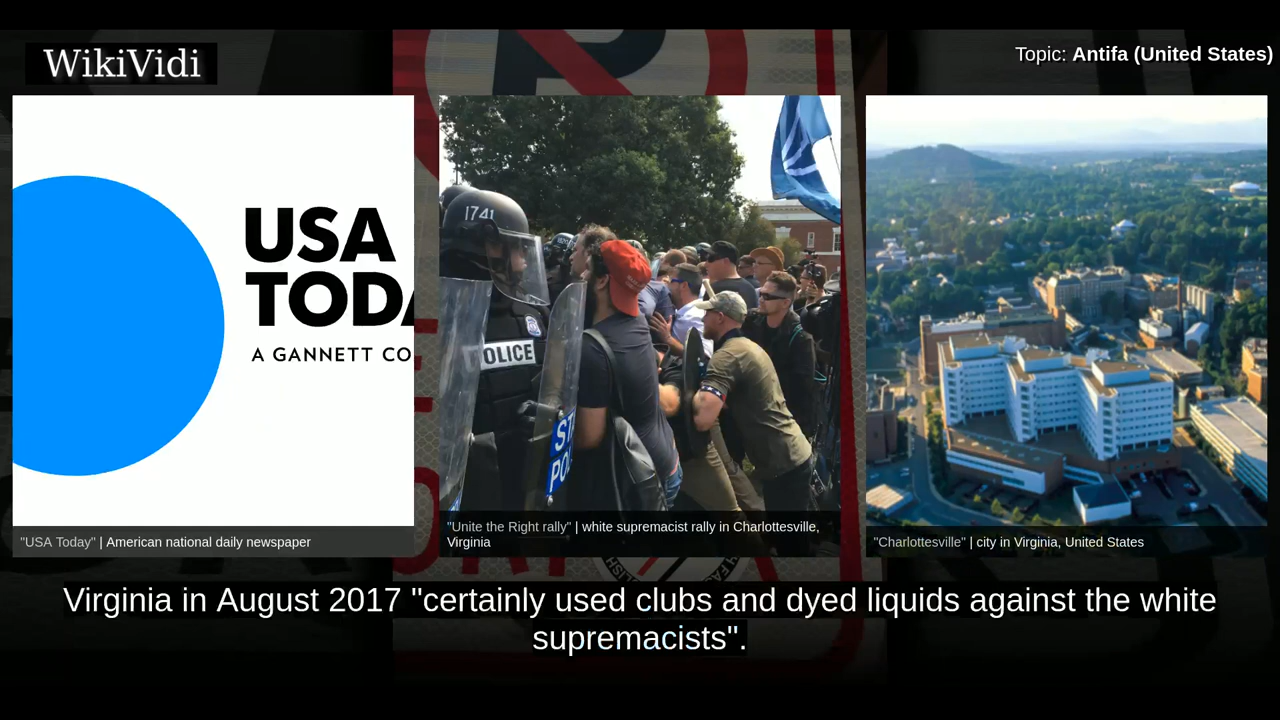 WikiVidi
Topic: Antifa (United States)
USA
TODA
A GANNETT CO
1741
POLICE
ST
PO
"USA Today" | American national daily newspaper
"Unite the Right rally" | white supremacist rally in Charlottesville,
Virginia
"Charlottesville" | city in Virginia, United States
Virginia in August 2017 "certainly used clubs and dyed liquids against the white
supremacists".